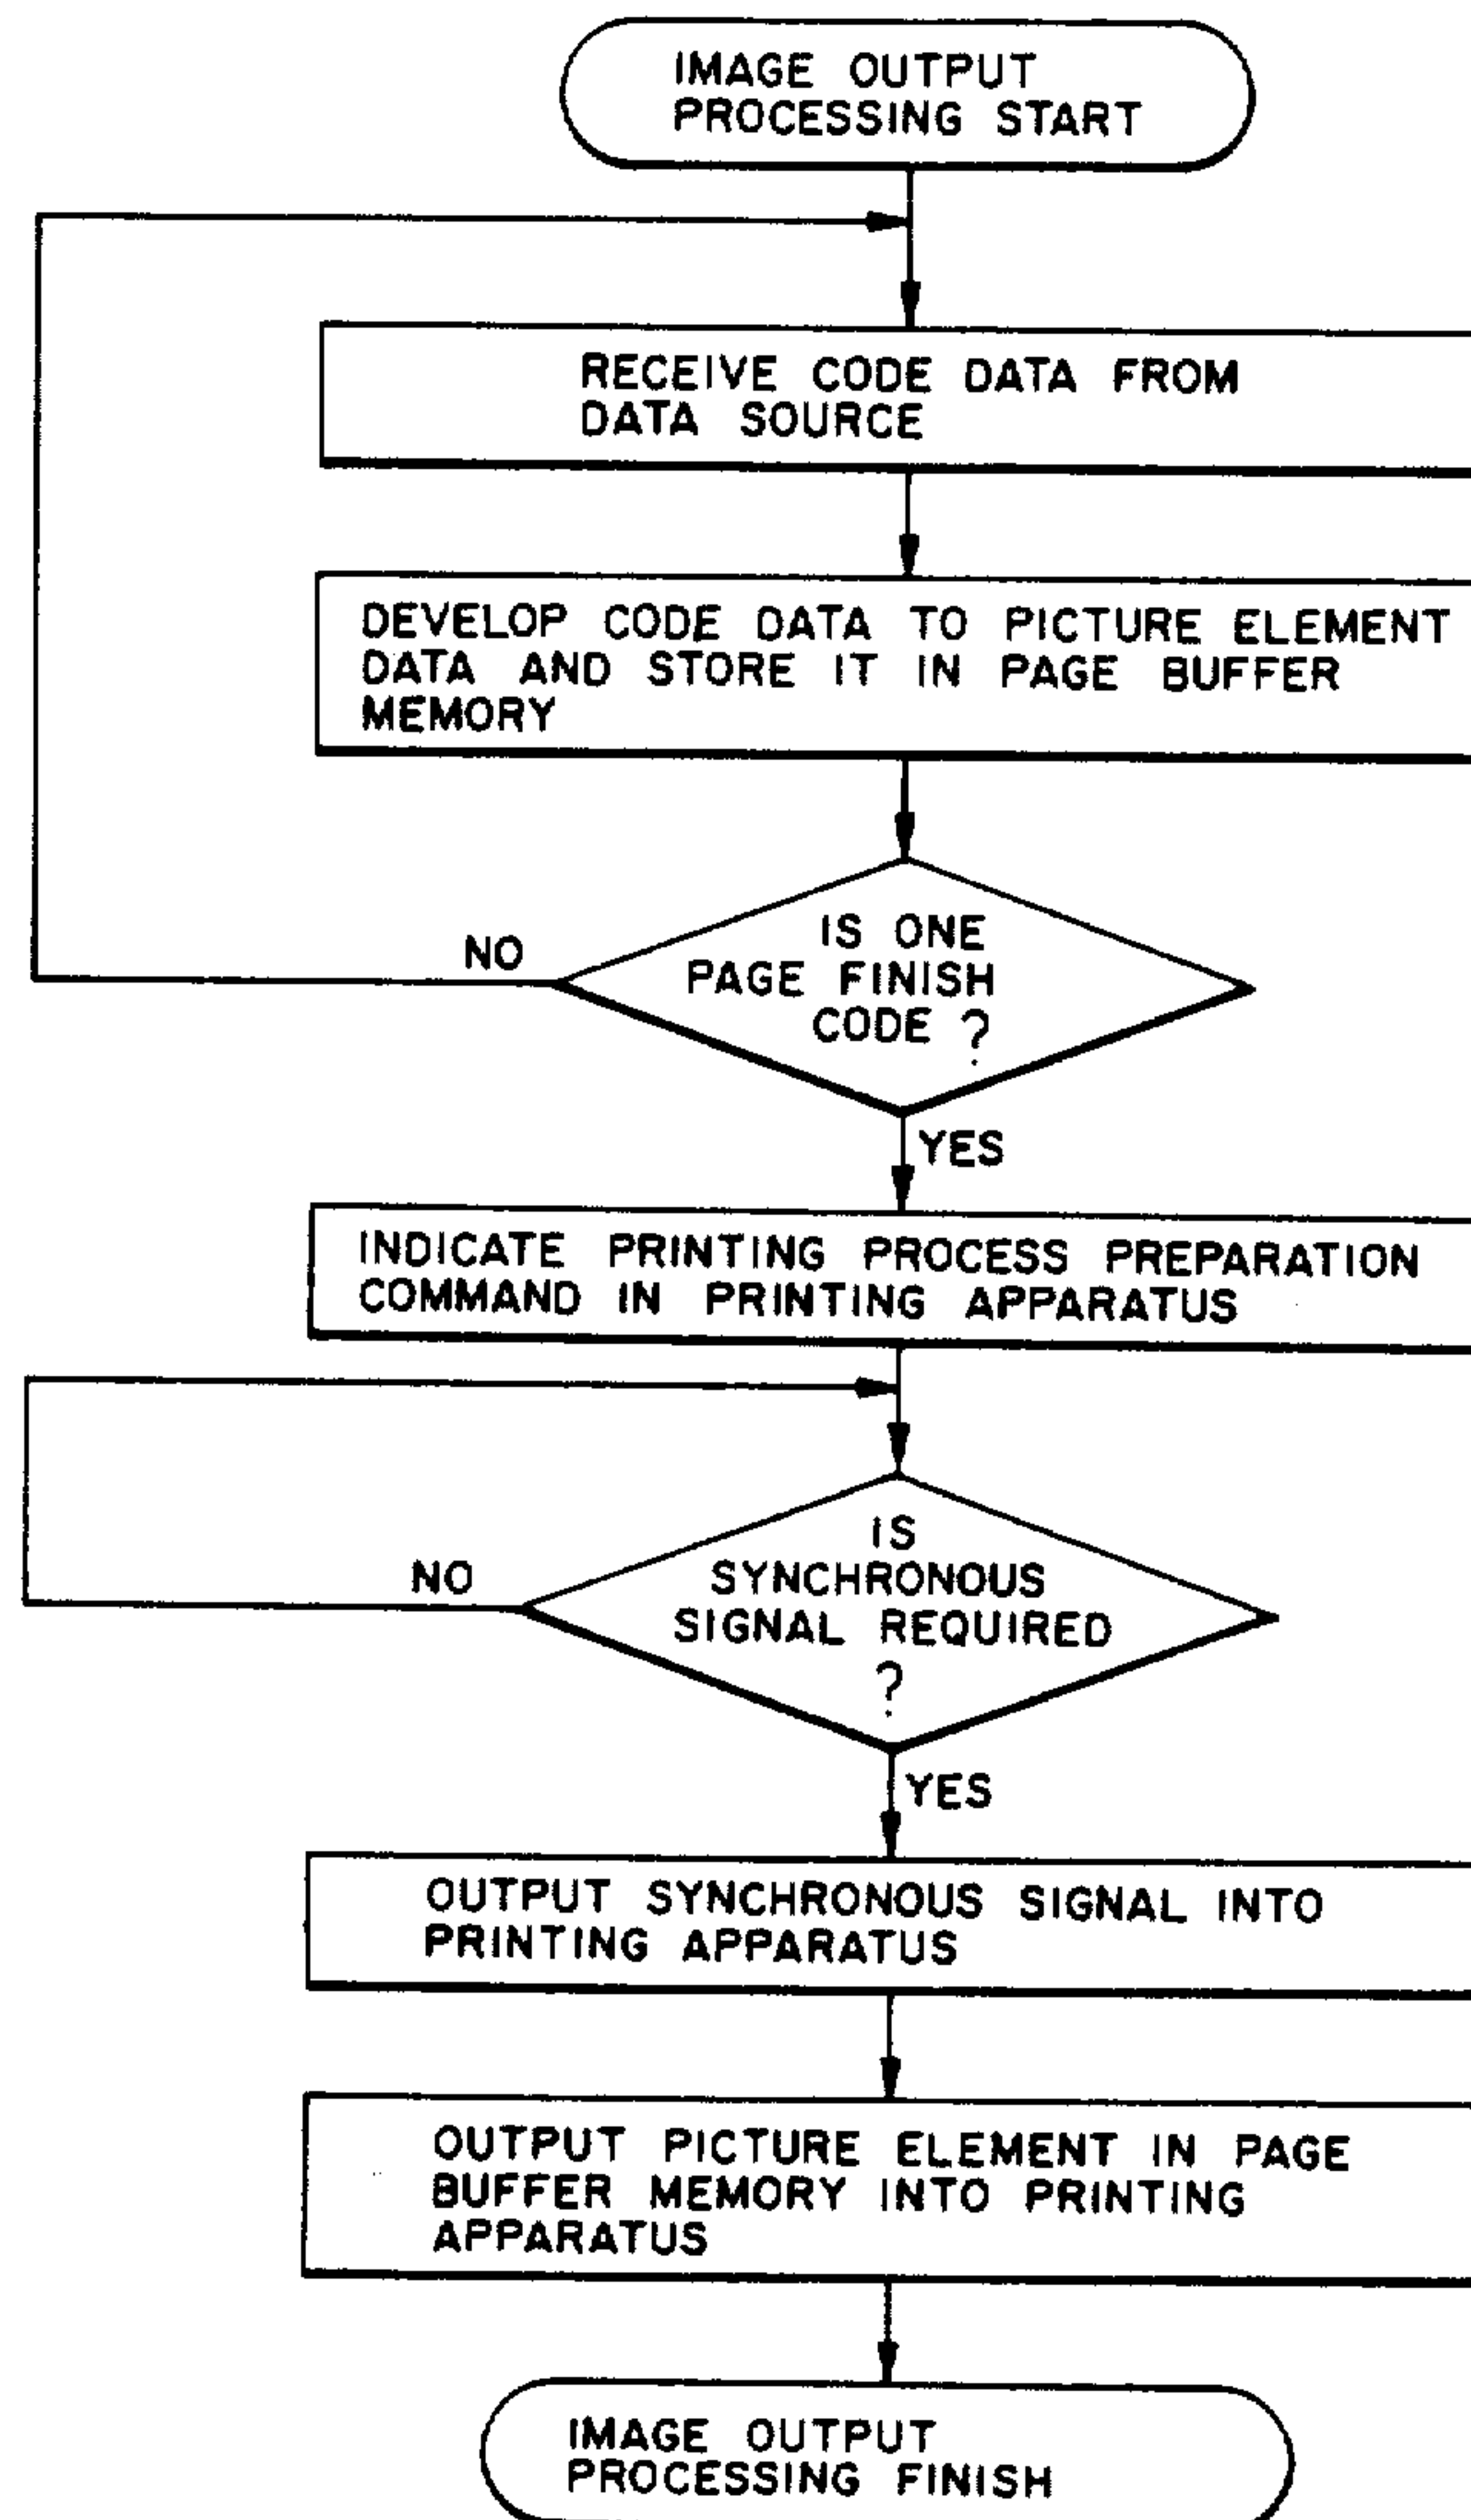 IMAGE OUTPUT
PROCESSING START
RECEIVE CODE DATA FROM
DATA SOURCE
DEVELOP CODE DATA TO PICTURE ELEMENT
DATA AND STORE IT IN PAGE BUFFER
MEMORY
IS ONE
PAGE FINISH
CODE ?
NO
YES
INDICATE PRINTING PROCESS PREPARATION
COMMAND IN PRINTING APPARATUS
IS
SYNCHRONOUS
SIGNAL REQUIRED
?
NO
YES
OUTPUT SYNCHRONOUS SIGNAL INTO
PRINTING APPARATUS
OUTPUT PICTURE ELEMENT IN PAGE
BUFFER MEMORY INTO PRINTING
APPARATUS
IMAGE OUTPUT
PROCESSING FINISH